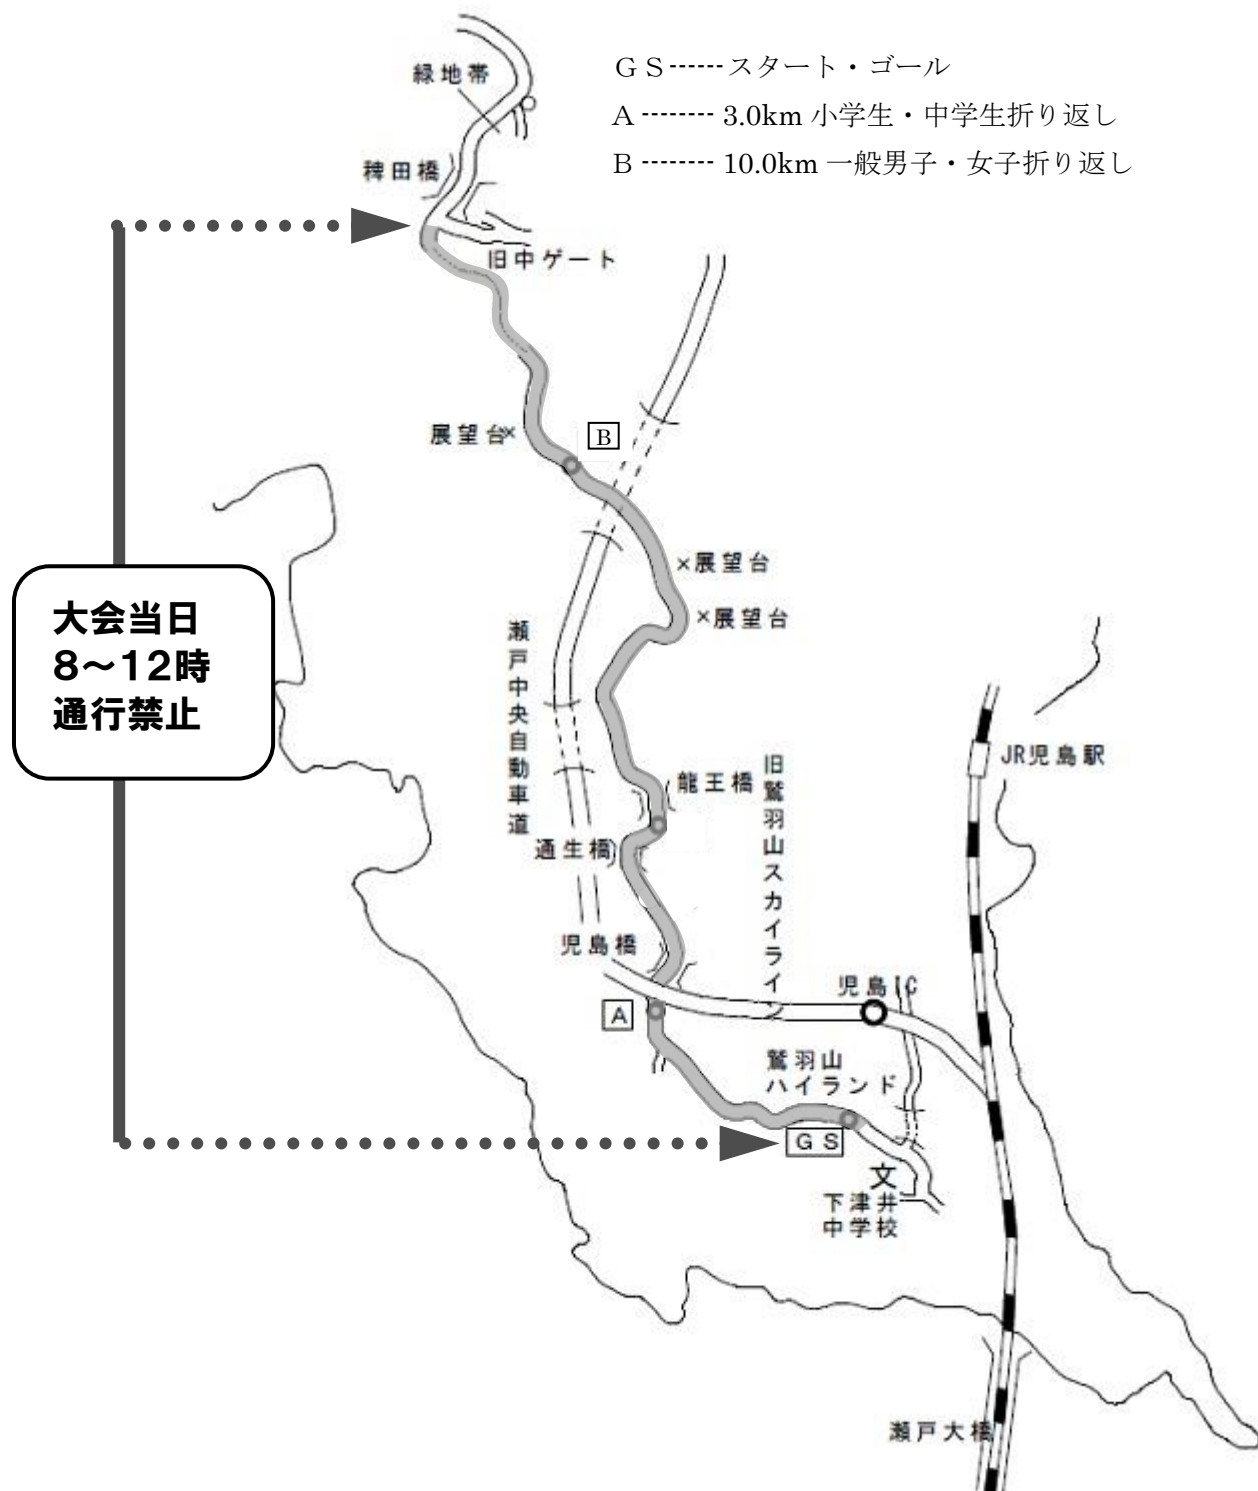 ＧＳ------スタート・ゴール
Ａ-------- 3.0km 小学生・中学生折り返し
Ｂ-------- 10.0km 一般男子・女子折り返し
緑地帯
稗田橋
旧中ゲート
展望台×
B
×展望台
×展望台
大会当日
8～12時
通行禁止
瀬戸中央自動車道
旧鷲羽山スカイライン
JR児島駅
龍王橋
通生橋
児島橋
児島IC
A
鷲羽山
ハイランド
GS
文
下津井
中学校
瀬戸大橋